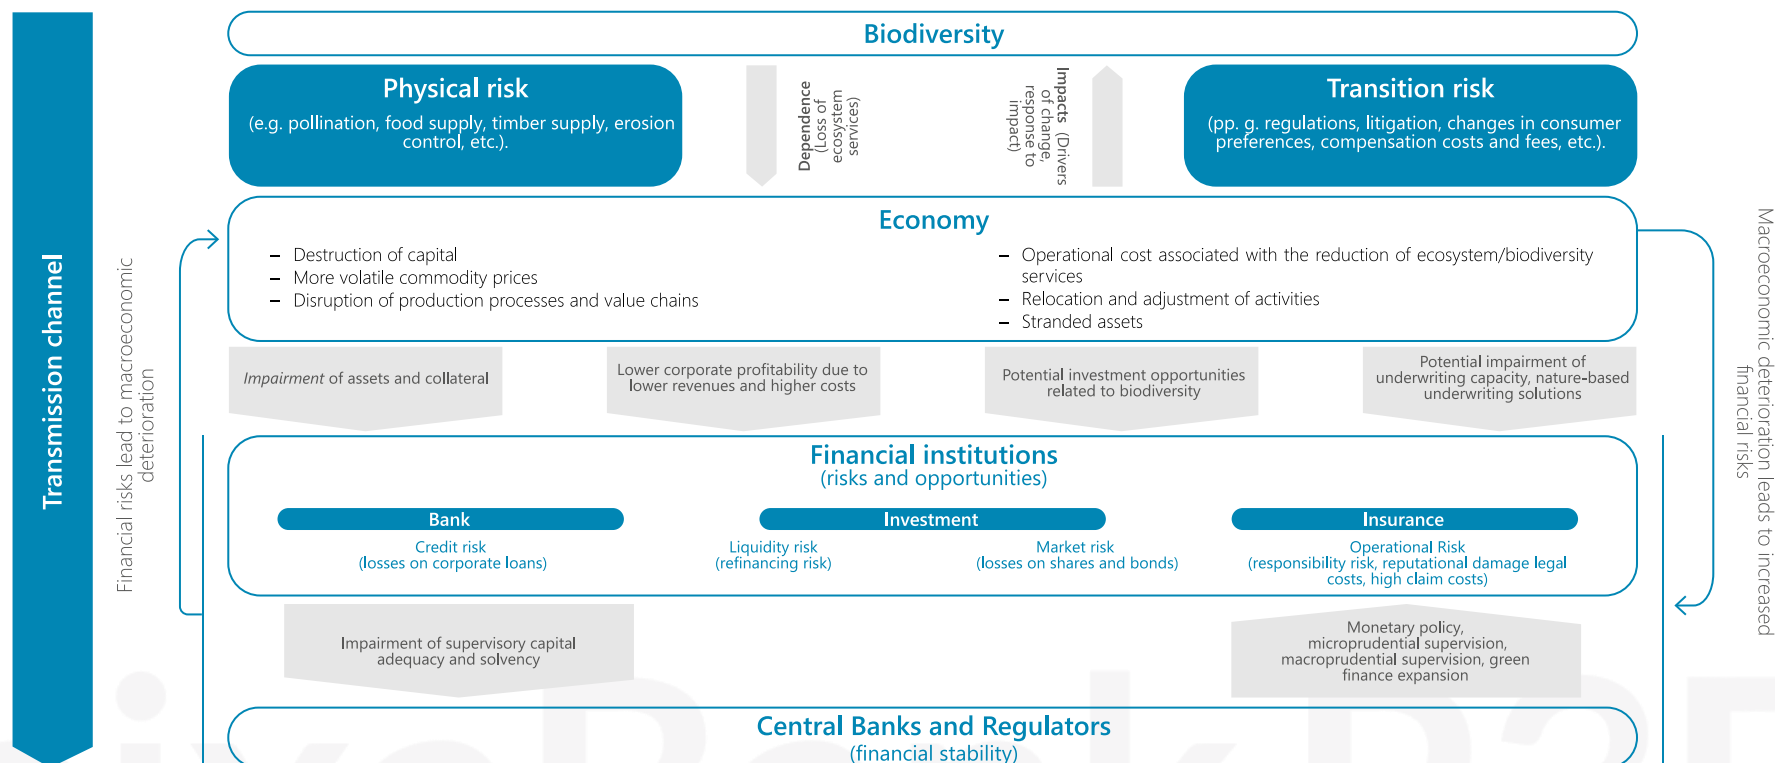 Biodiversity
Physical risk
(e.g. pollination, food supply, timber supply, erosion
control, etc.).
Dependence
(Loss of
ecosystem
services)
Impacts (Drivers
of change,
response to
impact)
Transition risk
(pp. g. regulations, litigation, changes in consumer
preferences, compensation costs and fees, etc.).
Transmission channel
Financial risks lead to macroeconomic
deterioration
Economy
– Destruction of capital
– More volatile commodity prices
– Disruption of production processes and value chains
– Operational cost associated with the reduction of ecosystem/biodiversity
services
– Relocation and adjustment of activities
– Stranded assets
Macroeconomic deterioration leads to increased
financial risks
Impairment of assets and collateral
Lower corporate profitability due to
lower revenues and higher costs
Potential investment opportunities
related to biodiversity
Potential impairment of
underwriting capacity, nature-based
underwriting solutions
Financial institutions
(risks and opportunities)
Bank
Credit risk
(losses on corporate loans)
Investment
Liquidity risk
(refinancing risk)
Market risk
(losses on shares and bonds)
Insurance
Operational Risk
(responsibility risk, reputational damage legal
costs, high claim costs)
Impairment of supervisory capital
adequacy and solvency
Monetary policy,
microprudential supervision,
macroprudential supervision, green
finance expansion
Central Banks and Regulators
(financial stability)